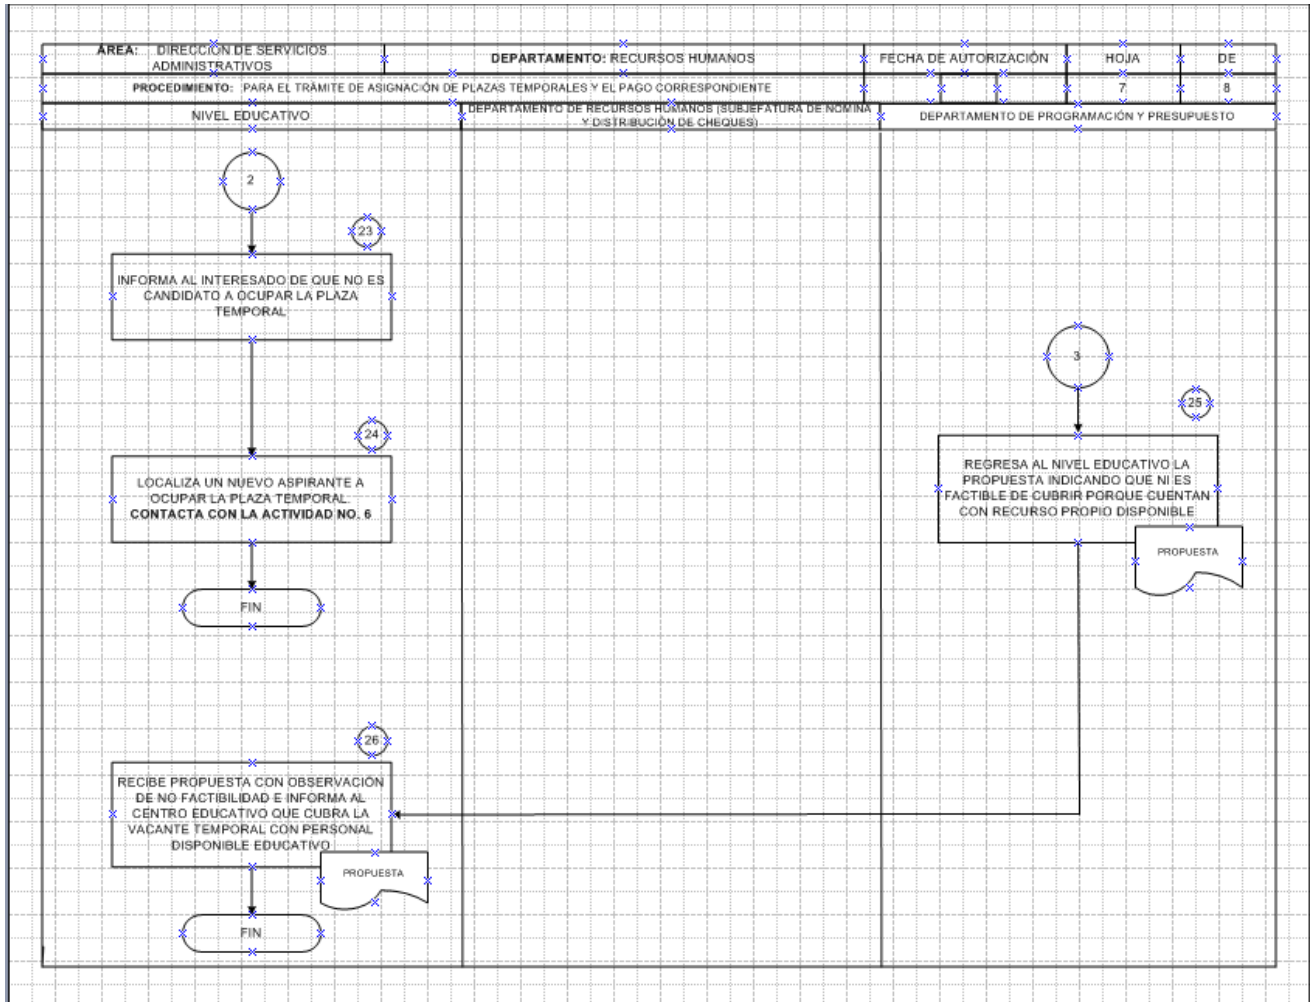 ÁREA: DIRECCIÓN DE SERVICIOS
ADMINISTRATIVOS
DEPARTAMENTO: RECURSOS HUMANOS
FECHA DE AUTORIZACIÓN
HOJA
DE
PROCEDIMIENTO: PARA EL TRÁMITE DE ASIGNACIÓN DE PLAZAS TEMPORALES Y EL PAGO CORRESPONDIENTE
7
8
NIVEL EDUCATIVO
DEPARTAMENTO DE RECURSOS HUMANOS (SUBJEFATURA DE NÓMINA
Y DISTRIBUCIÓN DE CHEQUES)
DEPARTAMENTO DE PROGRAMACIÓN Y PRESUPUESTO
2
23
INFORMA AL INTERESADO DE QUE NO ES
CANDIDATO A OCUPAR LA PLAZA
TEMPORAL
3
25
24
LOCALIZA UN NUEVO ASPIRANTE A
OCUPAR LA PLAZA TEMPORAL.
CONTACTA CON LA ACTIVIDAD NO. 6
REGRESA AL NIVEL EDUCATIVO LA
PROPUESTA INDICANDO QUE NI ES
FACTIBLE DE CUBRIR PORQUE CUENTAN
CON RECURSO PROPIO DISPONIBLE
PROPUESTA
FIN
26
RECIBE PROPUESTA CON OBSERVACIÓN
DE NO FACTIBILIDAD E INFORMA AL
CENTRO EDUCATIVO QUE CUBRA LA
VACANTE TEMPORAL CON PERSONAL
DISPONIBLE EDUCATIVO
PROPUESTA
FIN